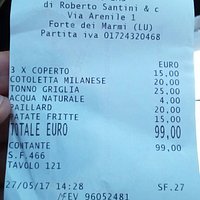 di Roberto Santini & c
Via Arenile 1
Forte dei Marmi (LU)
Partita iva 01724320468
EURO
3 X COPERTO 15,00
COTOLETTA MILANESE 20,00
TONNO GRIGLIA 25,00
ACQUA NATURALE 4,00
PAILLARD 20,00
PATATE FRITTE 15,00
TOTALE EURO 99,00
CONTANTE 99,00
S.F.466
TAVOLO 121
27/05/17 14:28 SF.27
FEV 96052481